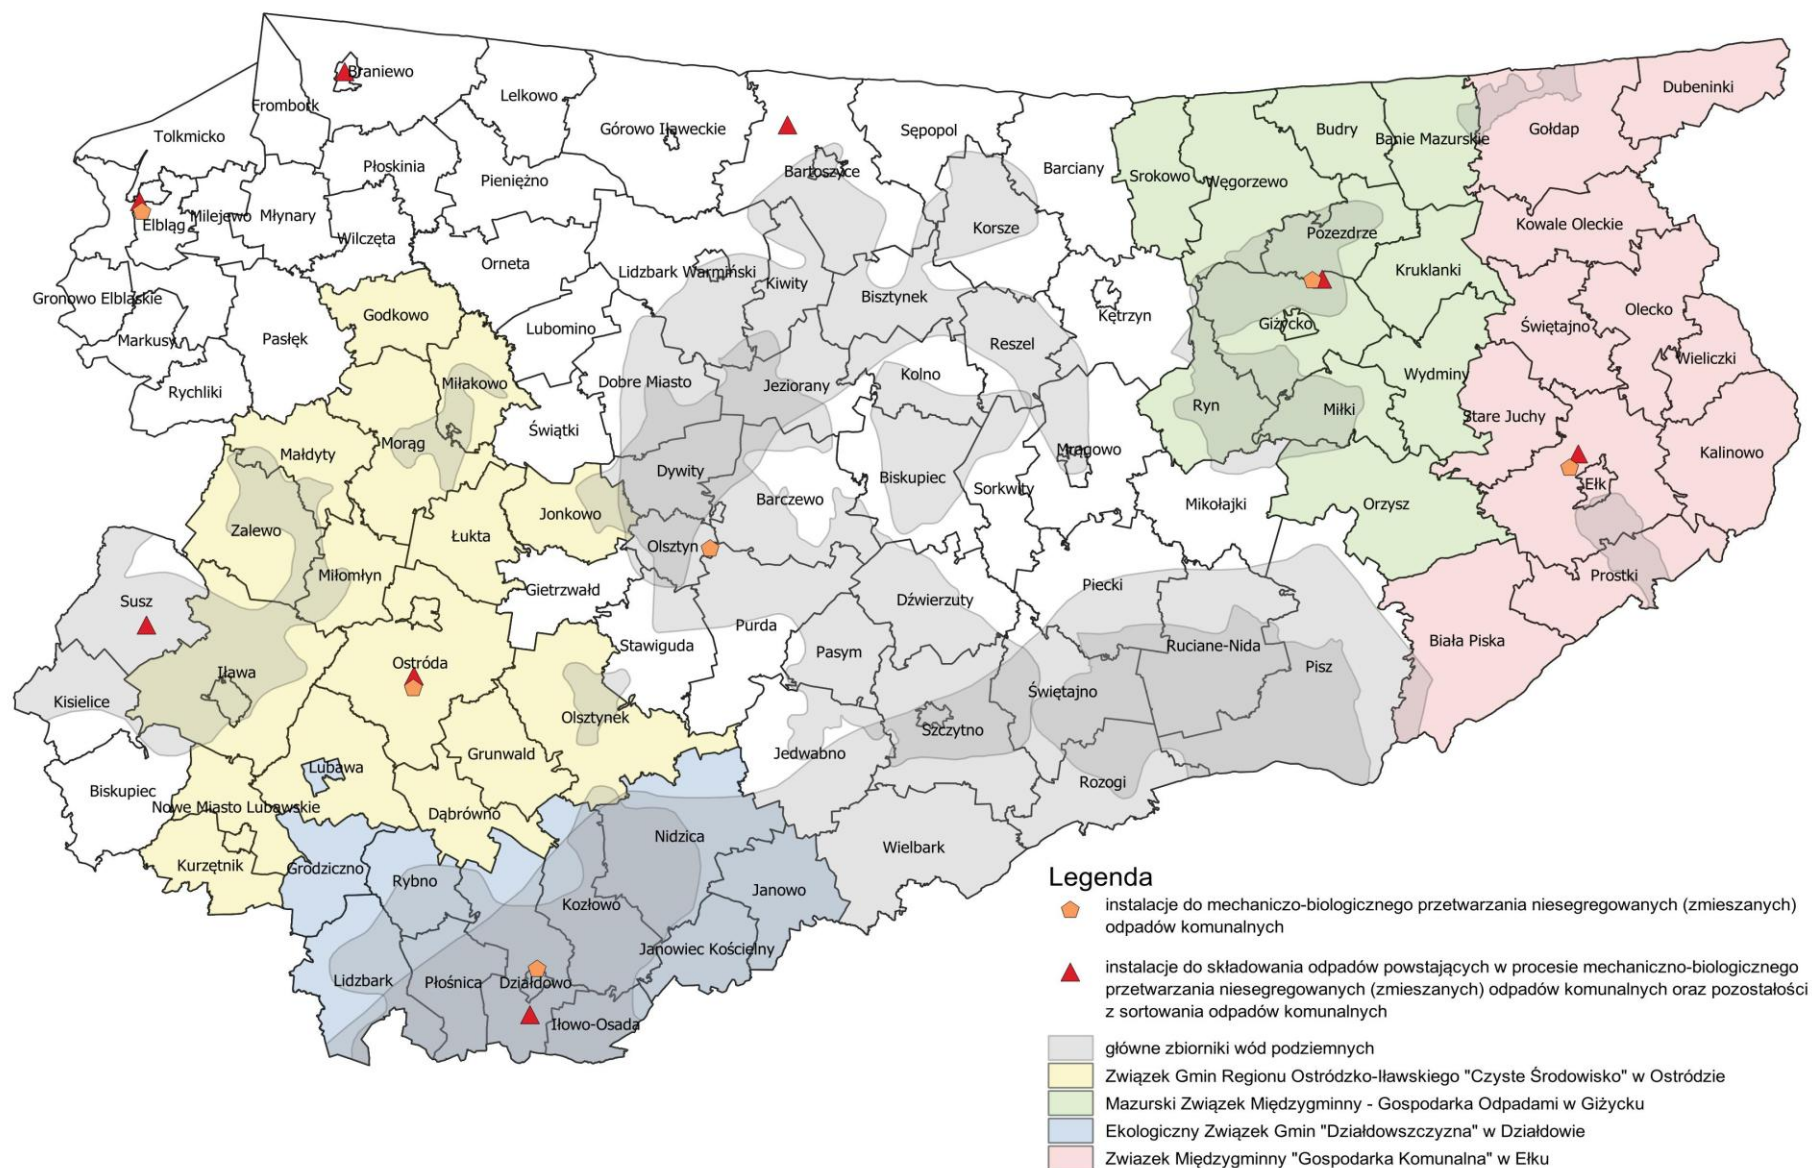 Braniewo
Lelkowo
Dubeninki
Frombork
Tolkmicko
Górowo Iławeckie
Sępopol
Budry
Banie Mazurskie
Gołdap
Płoskinia
Pieniężno
Bartoszyce
Barciany
Srokowo
Węgorzewo
Elbląg
Milejewo
Młynary
Wilczęta
Korsze
Pozezdrze
Kowale Oleckie
Orneta
Lidzbark Warmiński
Kiwity
Bisztynek
Kruklanki
Gronowo Elbląskie
Markusy
Pasłęk
Godkowo
Lubomino
Kętrzyn
Giżycko
Świętajno
Olecko
Reszel
Wieliczki
Rychliki
Miłakowo
Dobre Miasto
Jeziorany
Kolno
Wydminy
Ryn
Miłki
Stare Juchy
Świątki
Małdyty
Morąg
Mrągowo
Kalinowo
Dywity
Barczewo
Biskupiec
Sorkwity
Mikołajki
Orzysz
Ełk
Zalewo
Łukta
Jonkowo
Olsztyn
Miłomłyn
Gietrzwałd
Prostki
Susz
Dźwierzuty
Piecki
Purda
Stawiguda
Pasym
Ruciane-Nida
Pisz
Biała Piska
Iława
Ostróda
Kisielice
Świętajno
Olsztynek
Szczytno
Grunwald
Jedwabno
Lubawa
Biskupiec
Nowe Miasto Lubawskie
Dąbrówno
Rozogi
Nidzica
Wielbark
Kurzętnik
Grodziczno
Rybno
Kozłowo
Janowo
Janowiec Kościelny
Lidzbark
Płośnica
Działdowo
Iłowo-Osada
Legenda
instalacje do mechaniczo-biologicznego przetwarzania niesegregowanych (zmieszanych)
odpadów komunalnych
instalacje do składowania odpadów powstających w procesie mechaniczno-biologicznego
przetwarzania niesegregowanych (zmieszanych) odpadów komunalnych oraz pozostałości
z sortowania odpadów komunalnych
główne zbiorniki wód podziemnych
Związek Gmin Regionu Ostródzko-Iławskiego "Czyste Środowisko" w Ostródzie
Mazurski Związek Międzygminny - Gospodarka Odpadami w Giżycku
Ekologiczny Związek Gmin "Działdowszczyzna" w Działdowie
Zwiazek Międzygminny "Gospodarka Komunalna" w Ełku